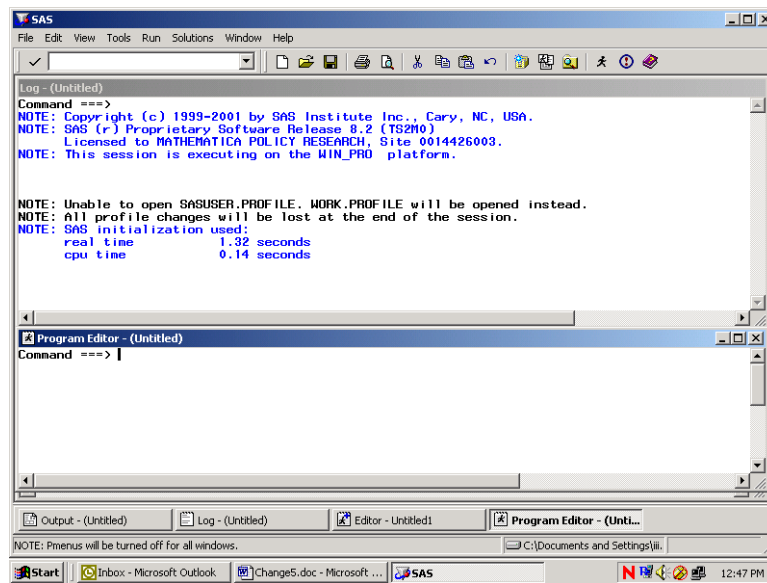 SAS
File Edit View Tools Run Solutions Window Help
Log - (Untitled)
Command ===>
NOTE: Copyright (c) 1999-2001 by SAS Institute Inc., Cary, NC, USA.
NOTE: SAS (r) Proprietary Software Release 8.2 (TS2M0)
Licensed to MATHEMATICA POLICY RESEARCH, Site 0014426003.
NOTE: This session is executing on the WIN_PRO platform.
NOTE: Unable to open SASUSER.PROFILE. WORK.PROFILE will be opened instead.
NOTE: All profile changes will be lost at the end of the session.
NOTE: SAS initialization used:
real time 1.32 seconds
cpu time 0.14 seconds
Program Editor - (Untitled)
Command ===>
Output - (Untitled) Log - (Untitled) Editor - Untitled1 Program Editor - (Unti...
NOTE: Pmenus will be turned off for all windows. C:\Documents and Settings\iii.
Start Inbox - Microsoft Outlook Change5.doc - Microsoft ... SAS N 12:47 PM